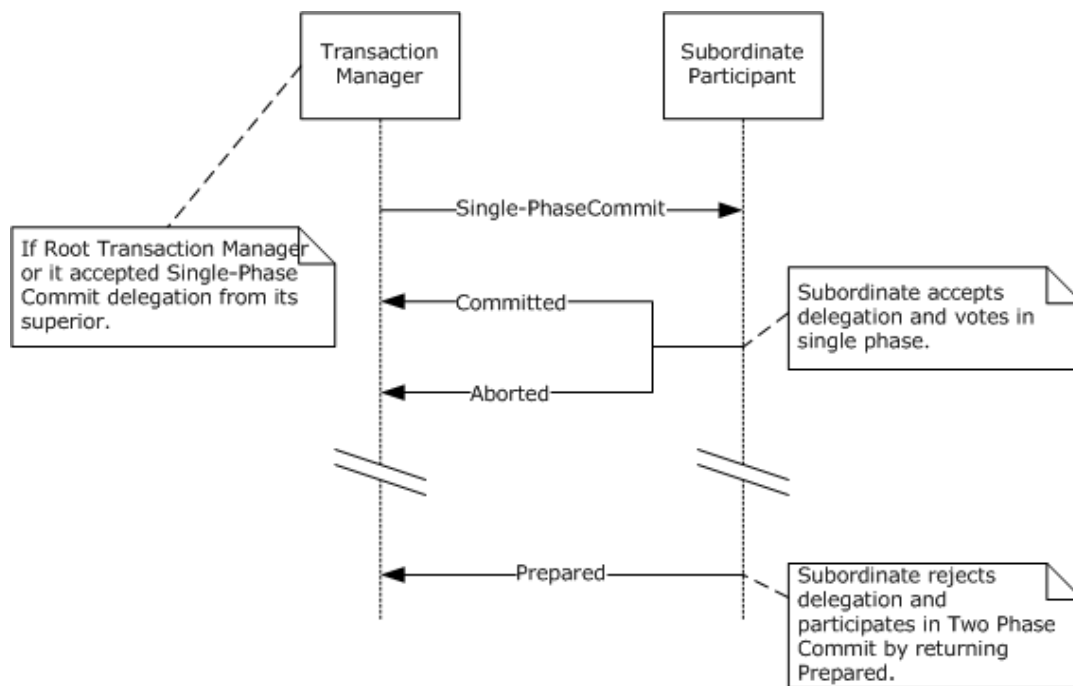 Transaction
Manager
Subordinate
Participant
Single-PhaseCommit
If Root Transaction Manager
or it accepted Single-Phase
Commit delegation from its
superior.
Committed
Subordinate accepts
delegation and votes in
single phase.
Aborted
Prepared
Subordinate rejects
delegation and
participates in Two Phase
Commit by returning
Prepared.